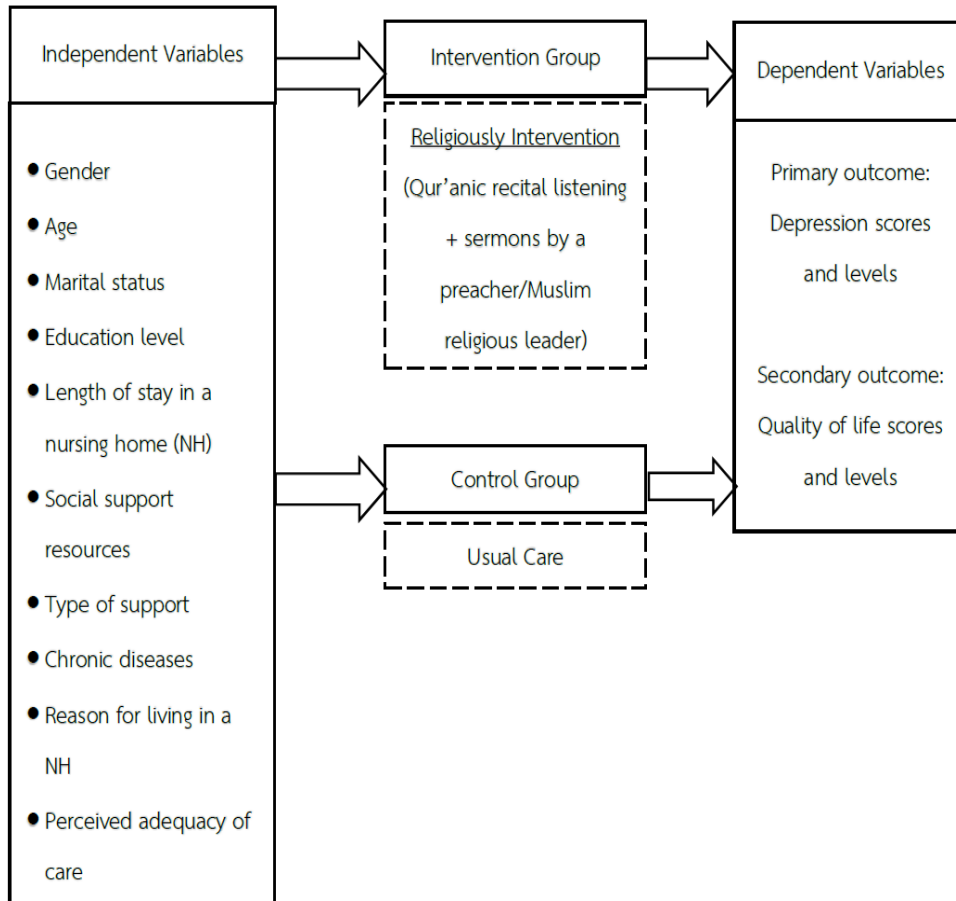 Independent Variables
● Gender
● Age
● Marital status
● Education level
● Length of stay in a
nursing home (NH)
● Social support
resources
● Type of support
● Chronic diseases
● Reason for living in a
NH
● Perceived adequacy of
care
Intervention Group
Religiously Intervention
(Qur’anic recital listening
+ sermons by a
preacher/Muslim
religious leader)
Control Group
Usual Care
Dependent Variables
Primary outcome:
Depression scores
and levels
Secondary outcome:
Quality of life scores
and levels